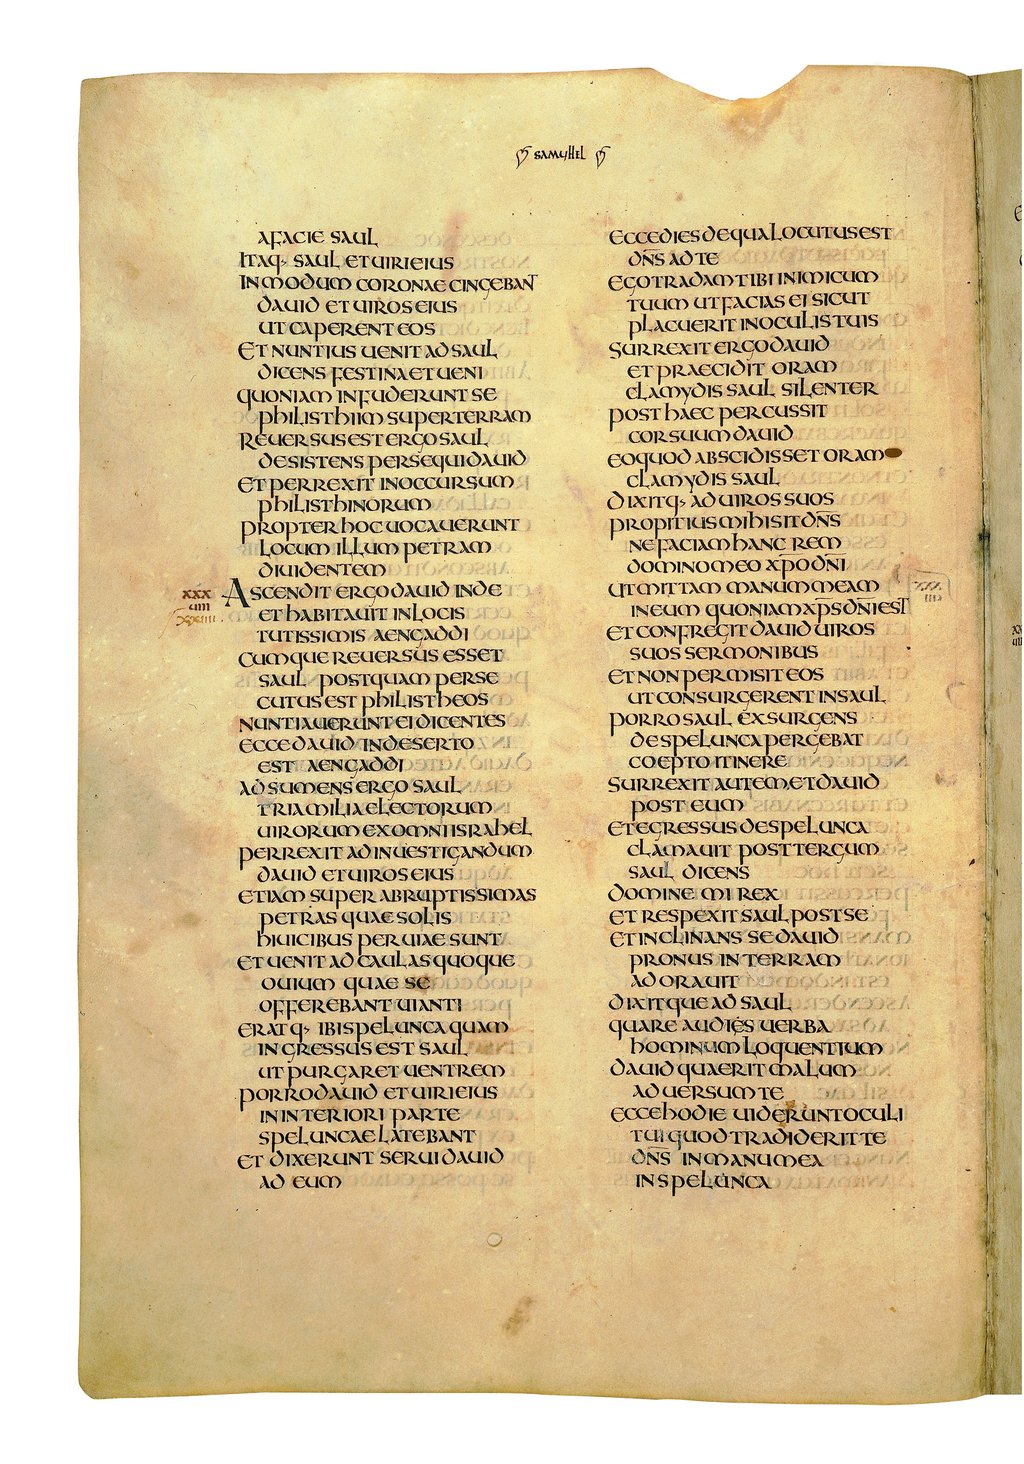 SAMUHEL
A FACIE SAUL
ITAQ· SAUL ET UIRI EIUS
IN MODUM CORONAE CINGEBANT
DAUID ET UIROS EIUS
UT CAPERENT EOS
ET NUNTIUS UENIT AD SAUL
DICENS FESTINA ET UENI
QUONIAM INFUDERUNT SE
PHILISTHIIM SUPER TERRAM
REUERSUS EST ERGO SAUL
DESISTENS PERSEQUI DAUID
ET PERREXIT IN OCCURSUM
PHILISTHINORUM
PROPTER HOC UOCAUERUNT
LOCUM ILLUM PETRAM
DIUIDENTEM
XXX ASCENDIT ERGO DAUID INDE
IIII ET HABITAUIT IN LOCIS
TUTISSIMIS AENGADDI
CUMQUE REUERSUS ESSET
SAUL POSTQUAM PERSE
CUTUS EST PHILISTHEOS
NUNTIAUERUNT EI DICENTES
ECCE DAUID IN DESERTO
EST AENGADDI
ADSUMENS ERGO SAUL
TRIA MILIA ELECTORUM
UIRORUM EX OMNI ISRAHEL
PERREXIT AD INUESTIGANDUM
DAUID ET UIROS EIUS
ETIAM SUPER ABRUPTISSIMAS
PETRAS QUAE SOLIS
HIUICIBUS PERUIAE SUNT
ET UENIT AD CAULAS QUOQUE
OUIUM QUAE SE
OFFEREBANT UIANTI
ERATQ· IBI SPELUNCA QUAM
INGRESSUS EST SAUL
UT PURGARET UENTREM
PORRO DAUID ET UIRI EIUS
IN INTERIORI PARTE
SPELUNCAE LATEBANT
ET DIXERUNT SERUI DAUID
AD EUM
ECCE DIES DE QUA LOCUTUS EST
DN̅S AD TE
EGO TRADAM TIBI INIMICUM
TUUM UT FACIAS EI SICUT
PLACUERIT IN OCULIS TUIS
SURREXIT ERGO DAUID
ET PRAECIDIT ORAM
CLAMYDIS SAUL SILENTER
POST HAEC PERCUSSIT
COR SUUM DAUID
EO QUOD ABSCIDISSET ORAM
CLAMYDIS SAUL
DIXITQ· AD UIROS SUOS
PROPITIUS MIHI SIT DN̅S
NE FACIAM HANC REM
DOMINO MEO XP̅O DN̅I
UT MITTAM MANUM MEAM
IN EUM QUONIAM XP̅S DN̅I EST
ET CONFREGIT DAUID UIROS
SUOS SERMONIBUS
ET NON PERMISIT EOS
UT CONSURGERENT IN SAUL
PORRO SAUL EXSURGENS
DE SPELUNCA PERGEBAT
COEPTO ITINERE
SURREXIT AUTEM ET DAUID
POST EUM
ET EGRESSUS DE SPELUNCA
CLAMAUIT POST TERGUM
SAUL DICENS
DOMINE MI REX
ET RESPEXIT SAUL POST SE
ET INCLINANS SE DAUID
PRONUS IN TERRAM
ADORAUIT
DIXITQUE AD SAUL
QUARE AUDIES UERBA
HOMINUM LOQUENTIUM
DAUID QUAERIT MALUM
ADUERSUM TE
ECCE HODIE UIDERUNT OCULI
TUI QUOD TRADIDERIT TE
DN̅S IN MANU MEA
IN SPELUNCA